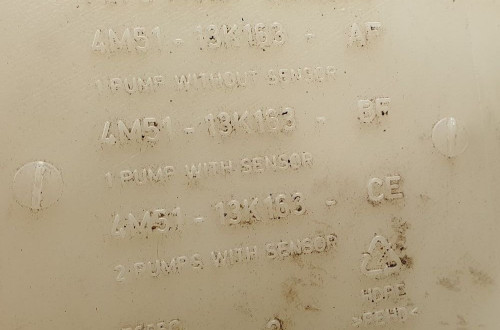 4M51 - 13K163 - AF
1 PUMP WITHOUT SENSOR
4M51 - 13K163 - BF
1 PUMP WITH SENSOR
4M51 - 13K163 - CE
2 PUMPS WITH SENSOR
HDPE
>PEHD<